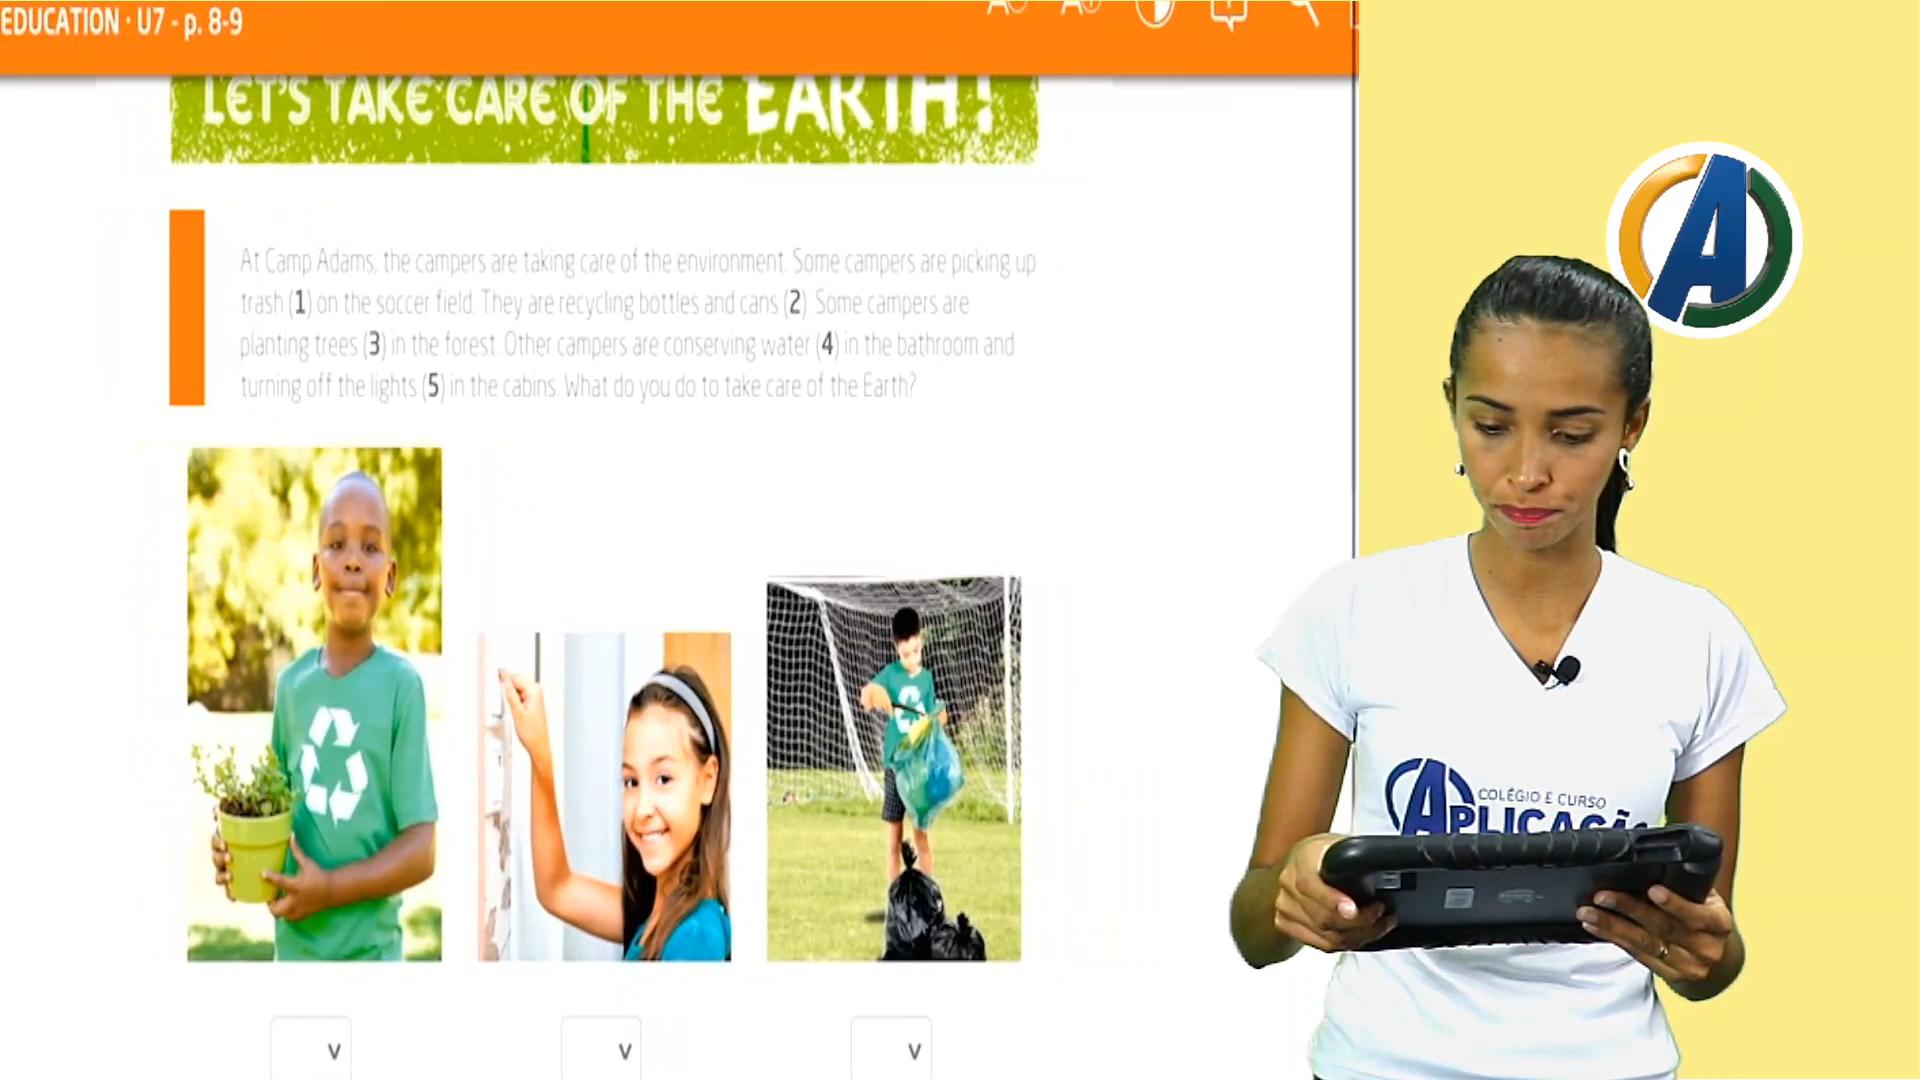 EDUCATION · U7 - p. 8-9
LET'S TAKE CARE OF THE EARTH!
At Camp Adams, the campers are taking care of the environment. Some campers are picking up
trash (1) on the soccer field. They are recycling bottles and cans (2). Some campers are
planting trees (3) in the forest. Other campers are conserving water (4) in the bathroom and
turning off the lights (5) in the cabins. What do you do to take care of the Earth?
A
COLÉGIO E CURSO
APLICAÇÃO